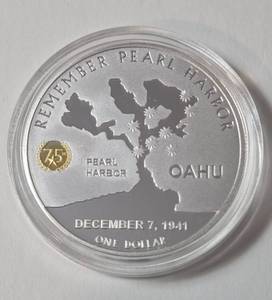 REMEMBER PEARL HARBOR
75
PEARL
HARBOR
OAHU
DECEMBER 7, 1941
ONE DOLLAR